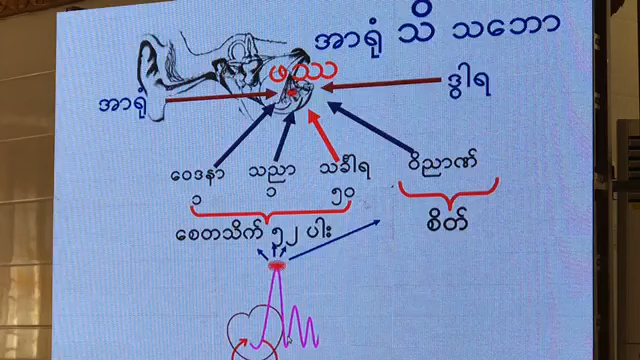 အာရုံ သိ သဘော
ဖဿ
အာရုံ
ဒွါရ
ဝေဒနာ သညာ သင်္ခါရ ဝိညာဏ်
၁ ၁ ၅၀
စေတသိက် ၅၂ ပါး
စိတ်